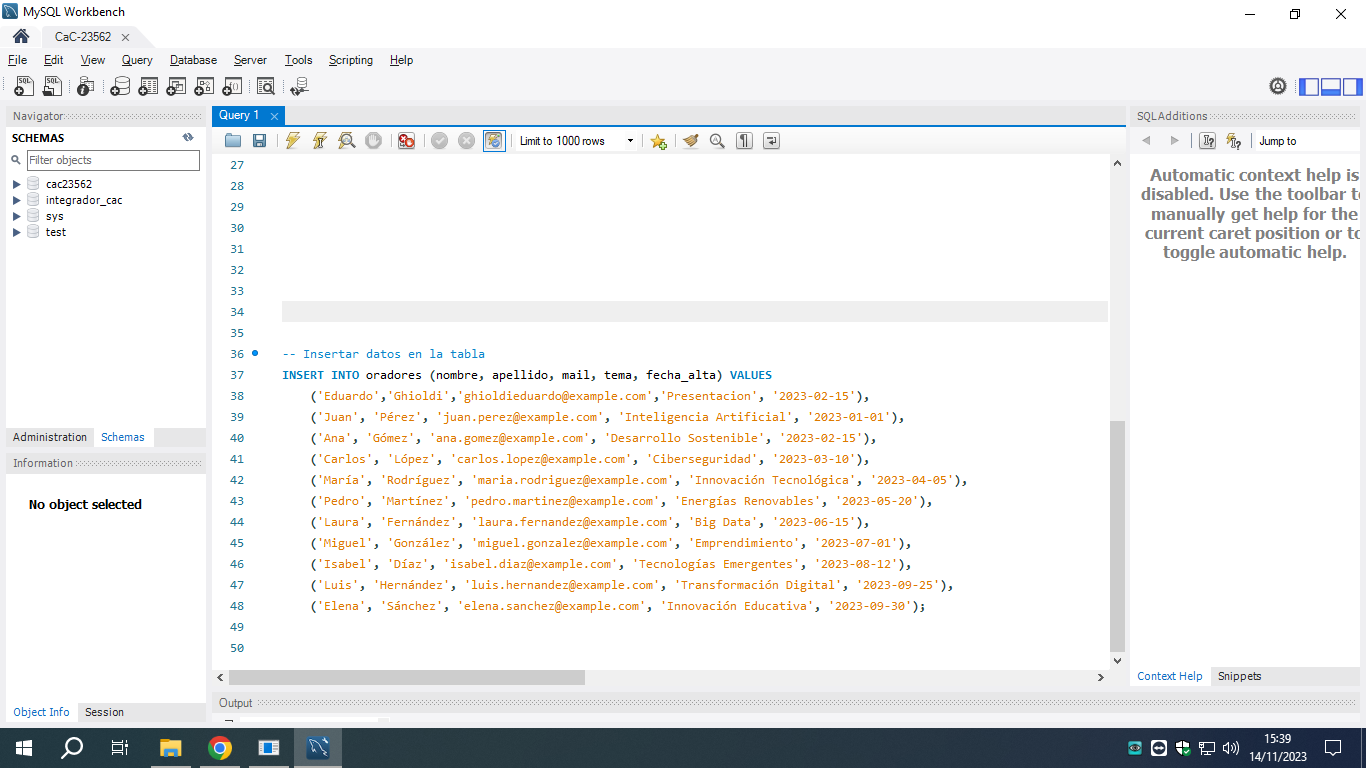 MySQL Workbench
CaC-23562
File Edit View Query Database Server Tools Scripting Help
Navigator
SCHEMAS
Filter objects
cac23562
integrador_cac
sys
test
Administration Schemas
Information
No object selected
Object Info Session
Query 1
Limit to 1000 rows
27
28
29
30
31
32
33
34
35
36 -- Insertar datos en la tabla
37 INSERT INTO oradores (nombre, apellido, mail, tema, fecha_alta) VALUES
38 ('Eduardo','Ghioldi','ghioldieduardo@example.com','Presentacion', '2023-02-15'),
39 ('Juan', 'Pérez', 'juan.perez@example.com', 'Inteligencia Artificial', '2023-01-01'),
40 ('Ana', 'Gómez', 'ana.gomez@example.com', 'Desarrollo Sostenible', '2023-02-15'),
41 ('Carlos', 'López', 'carlos.lopez@example.com', 'Ciberseguridad', '2023-03-10'),
42 ('María', 'Rodríguez', 'maria.rodriguez@example.com', 'Innovación Tecnológica', '2023-04-05'),
43 ('Pedro', 'Martínez', 'pedro.martinez@example.com', 'Energías Renovables', '2023-05-20'),
44 ('Laura', 'Fernández', 'laura.fernandez@example.com', 'Big Data', '2023-06-15'),
45 ('Miguel', 'González', 'miguel.gonzalez@example.com', 'Emprendimiento', '2023-07-01'),
46 ('Isabel', 'Díaz', 'isabel.diaz@example.com', 'Tecnologías Emergentes', '2023-08-12'),
47 ('Luis', 'Hernández', 'luis.hernandez@example.com', 'Transformación Digital', '2023-09-25'),
48 ('Elena', 'Sánchez', 'elena.sanchez@example.com', 'Innovación Educativa', '2023-09-30');
49
50
Output
SQLAdditions
Jump to
Automatic context help is
disabled. Use the toolbar
manually get help for the
current caret position or
toggle automatic help.
Context Help Snippets
15:39
14/11/2023